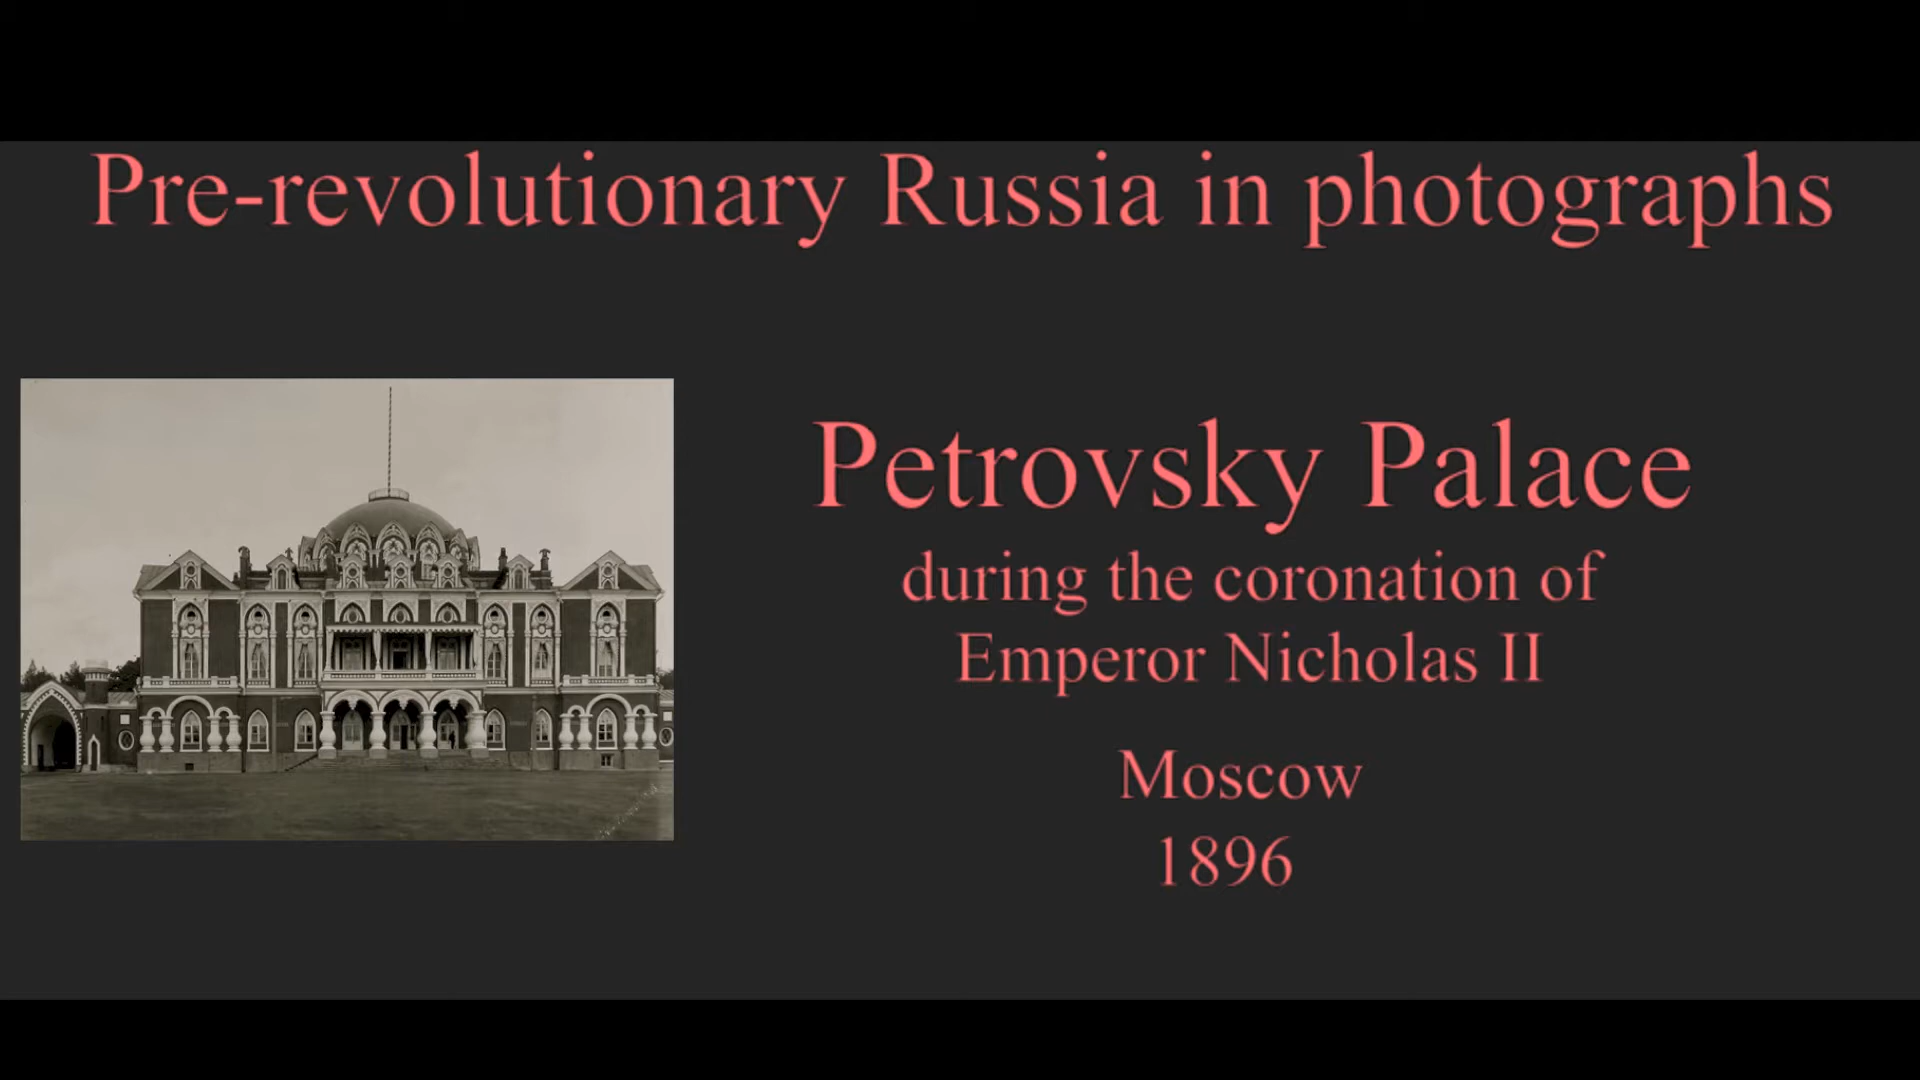 Pre-revolutionary Russia in photographs
Petrovsky Palace
during the coronation of
Emperor Nicholas II
Moscow
1896